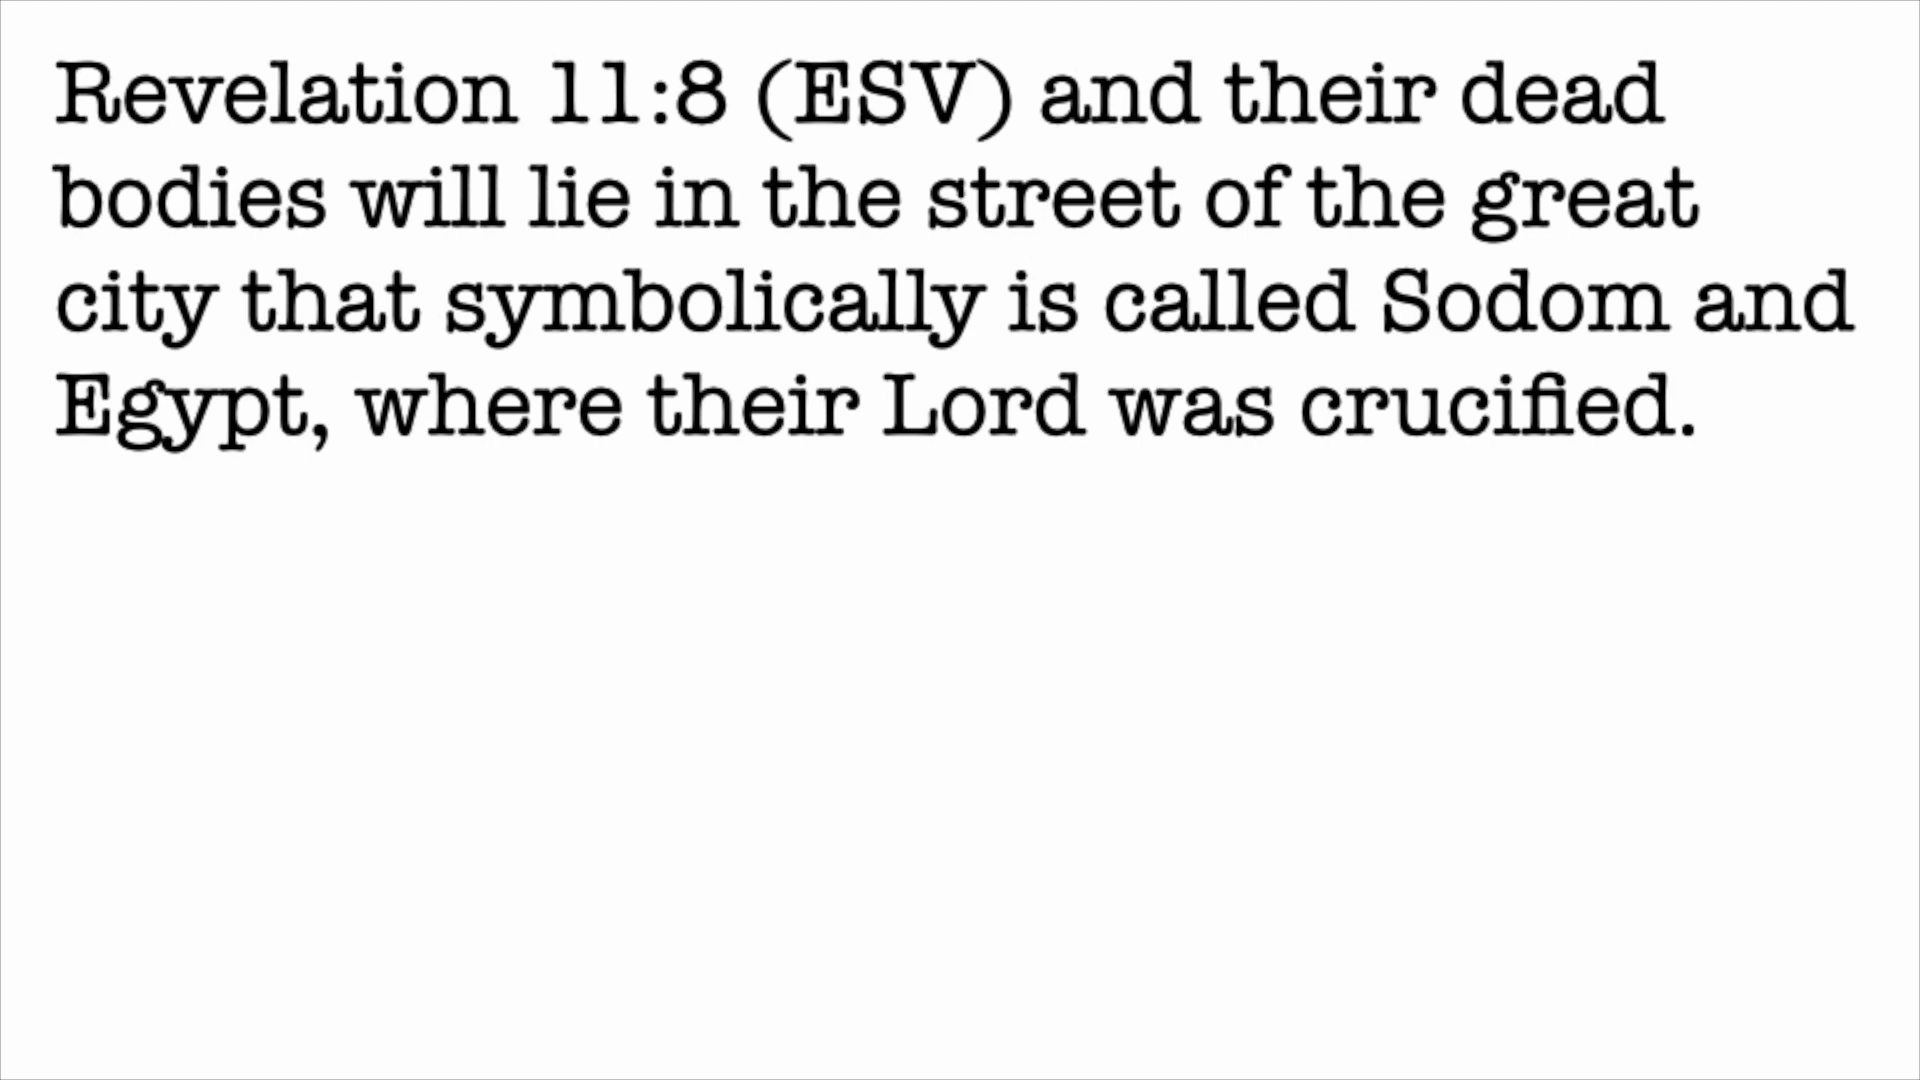 Revelation 11:8 (ESV) and their dead
bodies will lie in the street of the great
city that symbolically is called Sodom and
Egypt, where their Lord was crucified.